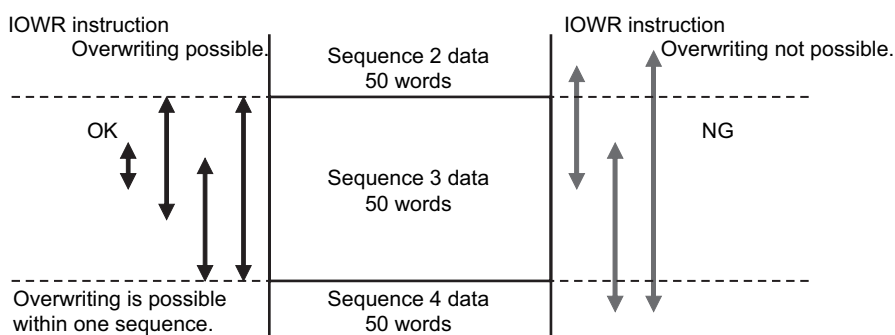 IOWR instruction
Overwriting possible.
Sequence 2 data
50 words
IOWR instruction
Overwriting not possible.
OK
NG
Sequence 3 data
50 words
Overwriting is possible
within one sequence.
Sequence 4 data
50 words